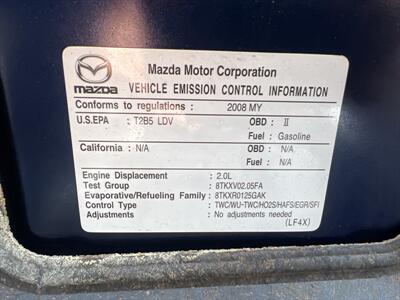 mazda
Mazda Motor Corporation
VEHICLE EMISSION CONTROL INFORMATION
Conforms to regulations : 2008 MY
U.S.EPA : T2B5 LDV OBD : II
Fuel : Gasoline
California : N/A OBD : N/A
Fuel : N/A
Engine Displacement : 2.0L
Test Group : 8TKXV02.05FA
Evaporative/Refueling Family : 8TKXR0125GAK
Control Type : TWC/WU-TWC/HO2S/HAFS/EGR/SFI
Adjustments : No adjustments needed
(LF4X)